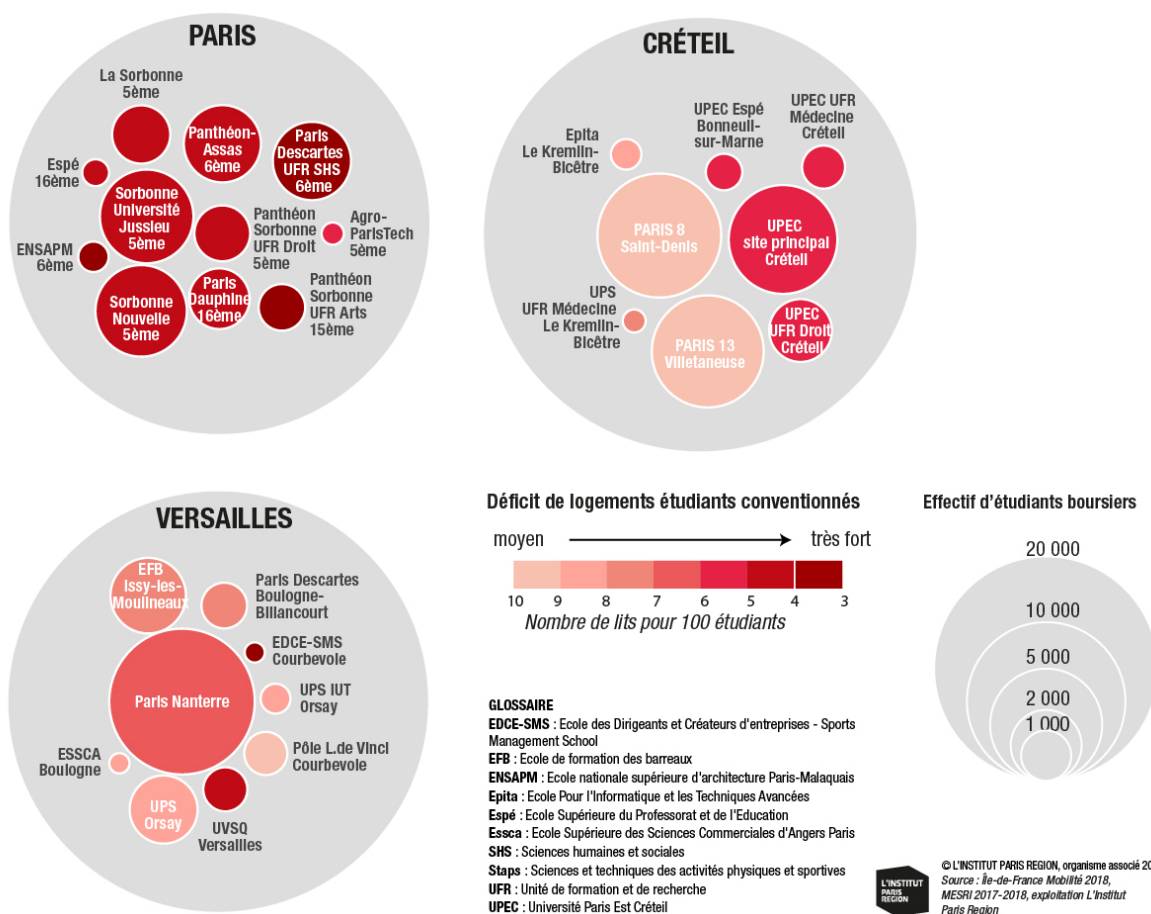 PARIS
La Sorbonne
5ème
Panthéon-
Assas
6ème
Paris
Descartes
UFR SHS
6ème
Espé
16ème
Sorbonne
Université
Jussieu
5ème
Panthéon
Sorbonne
UFR Droit
5ème
Agro-
ParisTech
5ème
ENSAPM
6ème
Sorbonne
Nouvelle
5ème
Paris
Dauphine
16ème
Panthéon
Sorbonne
UFR Arts
15ème
CRÉTEIL
Epita
Le Kremlin-
Bicêtre
UPEC Espé
Bonneuil-
sur-Marne
UPEC UFR
Médecine
Créteil
PARIS 8
Saint-Denis
UPEC
site principal
Créteil
UPS
UFR Médecine
Le Kremlin-
Bicêtre
PARIS 13
Villetaneuse
UPEC
UFR Droit
Créteil
VERSAILLES
EFB
Issy-les-
Moulineaux
Paris Descartes
Boulogne-
Billancourt
EDCE-SMS
Courbevoie
Paris Nanterre
UPS IUT
Orsay
ESSCA
Boulogne
Pôle L.de Vinci
Courbevoie
UPS
Orsay
UVSQ
Versailles
Déficit de logements étudiants conventionnés
moyen très fort
10 9 8 7 6 5 4 3
Nombre de lits pour 100 étudiants
Effectif d'étudiants boursiers
20 000
10 000
5 000
2 000
1 000
GLOSSAIRE
EDCE-SMS : Ecole des Dirigeants et Créateurs d'entreprises - Sports
Management School
EFB : Ecole de formation des barreaux
ENSAPM : Ecole nationale supérieure d'architecture Paris-Malaquais
Epita : Ecole Pour l'Informatique et les Techniques Avancées
Espé : Ecole Supérieure du Professorat et de l'Education
Essca : Ecole Supérieure des Sciences Commerciales d'Angers Paris
SHS : Sciences humaines et sociales
Staps : Sciences et techniques des activités physiques et sportives
UFR : Unité de formation et de recherche
UPEC : Université Paris Est Créteil
L'INSTITUT
PARIS
REGION
© L'INSTITUT PARIS REGION, organisme associé 20
Source : Île-de-France Mobilité 2018,
MESRI 2017-2018, exploitation L'Institut
Paris Region